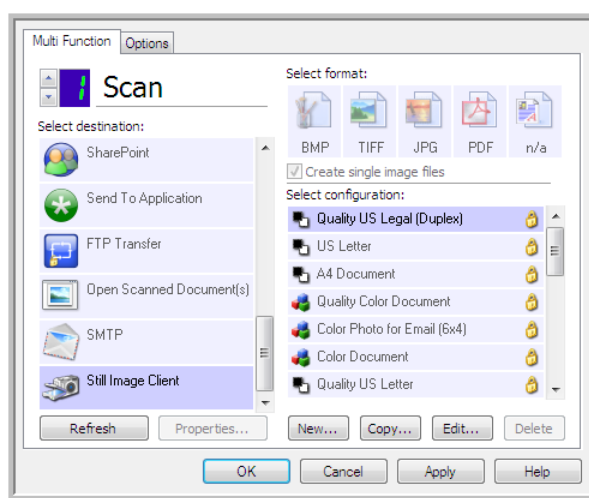 Multi Function
Options
1
Scan
Select destination:
SharePoint
Send To Application
FTP Transfer
Open Scanned Document(s)
SMTP
Still Image Client
Refresh
Properties...
Select format:
BMP
TIFF
JPG
PDF
n/a
Create single image files
Select configuration:
Quality US Legal (Duplex)
US Letter
A4 Document
Quality Color Document
Color Photo for Email (6x4)
Color Document
Quality US Letter
New...
Copy...
Edit...
Delete
OK
Cancel
Apply
Help